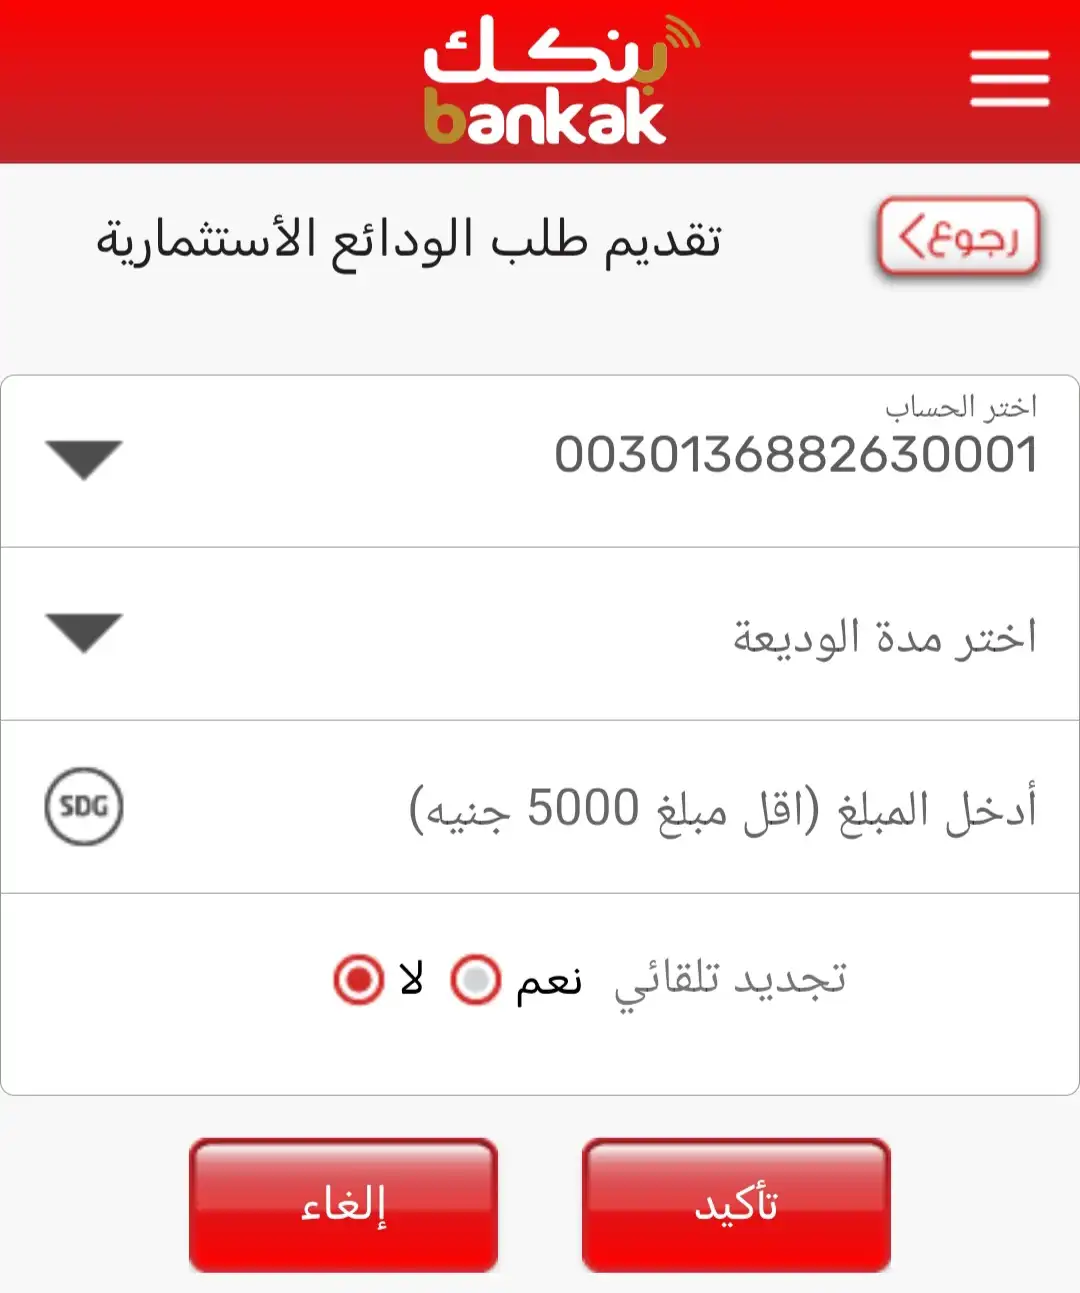 بنكك
bankak
رجوع
تقديم طلب الودائع الأستثمارية
اختر الحساب
0030136882630001
اختر مدة الوديعة
أدخل المبلغ (اقل مبلغ 5000 جنيه)
SDG
تجديد تلقائي نعم لا
تأكيد
إلغاء